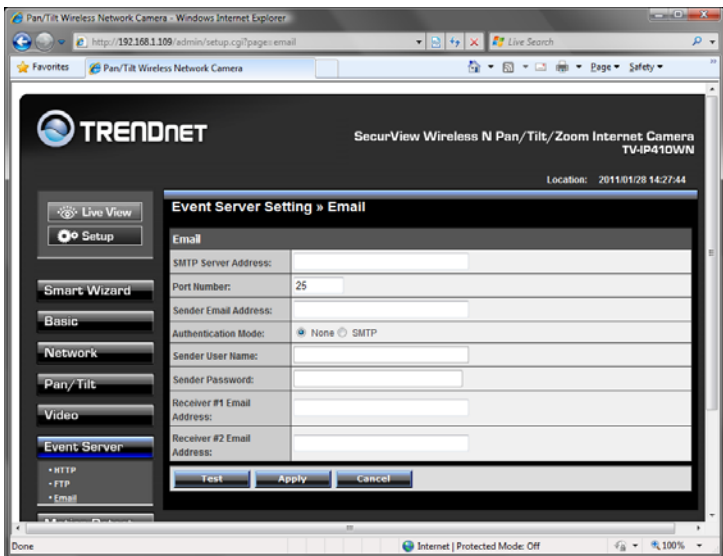 Pan/Tilt Wireless Network Camera - Windows Internet Explorer
http://192.168.1.109/admin/setup.cgi?page=email
Live Search
Favorites
Pan/Tilt Wireless Network Camera
Page
Safety
TRENDnet
SecurView Wireless N Pan/Tilt/Zoom Internet Camera
TV-IP410WN
Location: 2011/01/28 14:27:44
Live View
Setup
Smart Wizard
Basic
Network
Pan/Tilt
Video
Event Server
• HTTP
• FTP
• Email
Event Server Setting » Email
Email
SMTP Server Address:
Port Number: 25
Sender Email Address:
Authentication Mode: None SMTP
Sender User Name:
Sender Password:
Receiver #1 Email
Address:
Receiver #2 Email
Address:
Test Apply Cancel
Done
Internet | Protected Mode: Off
100%